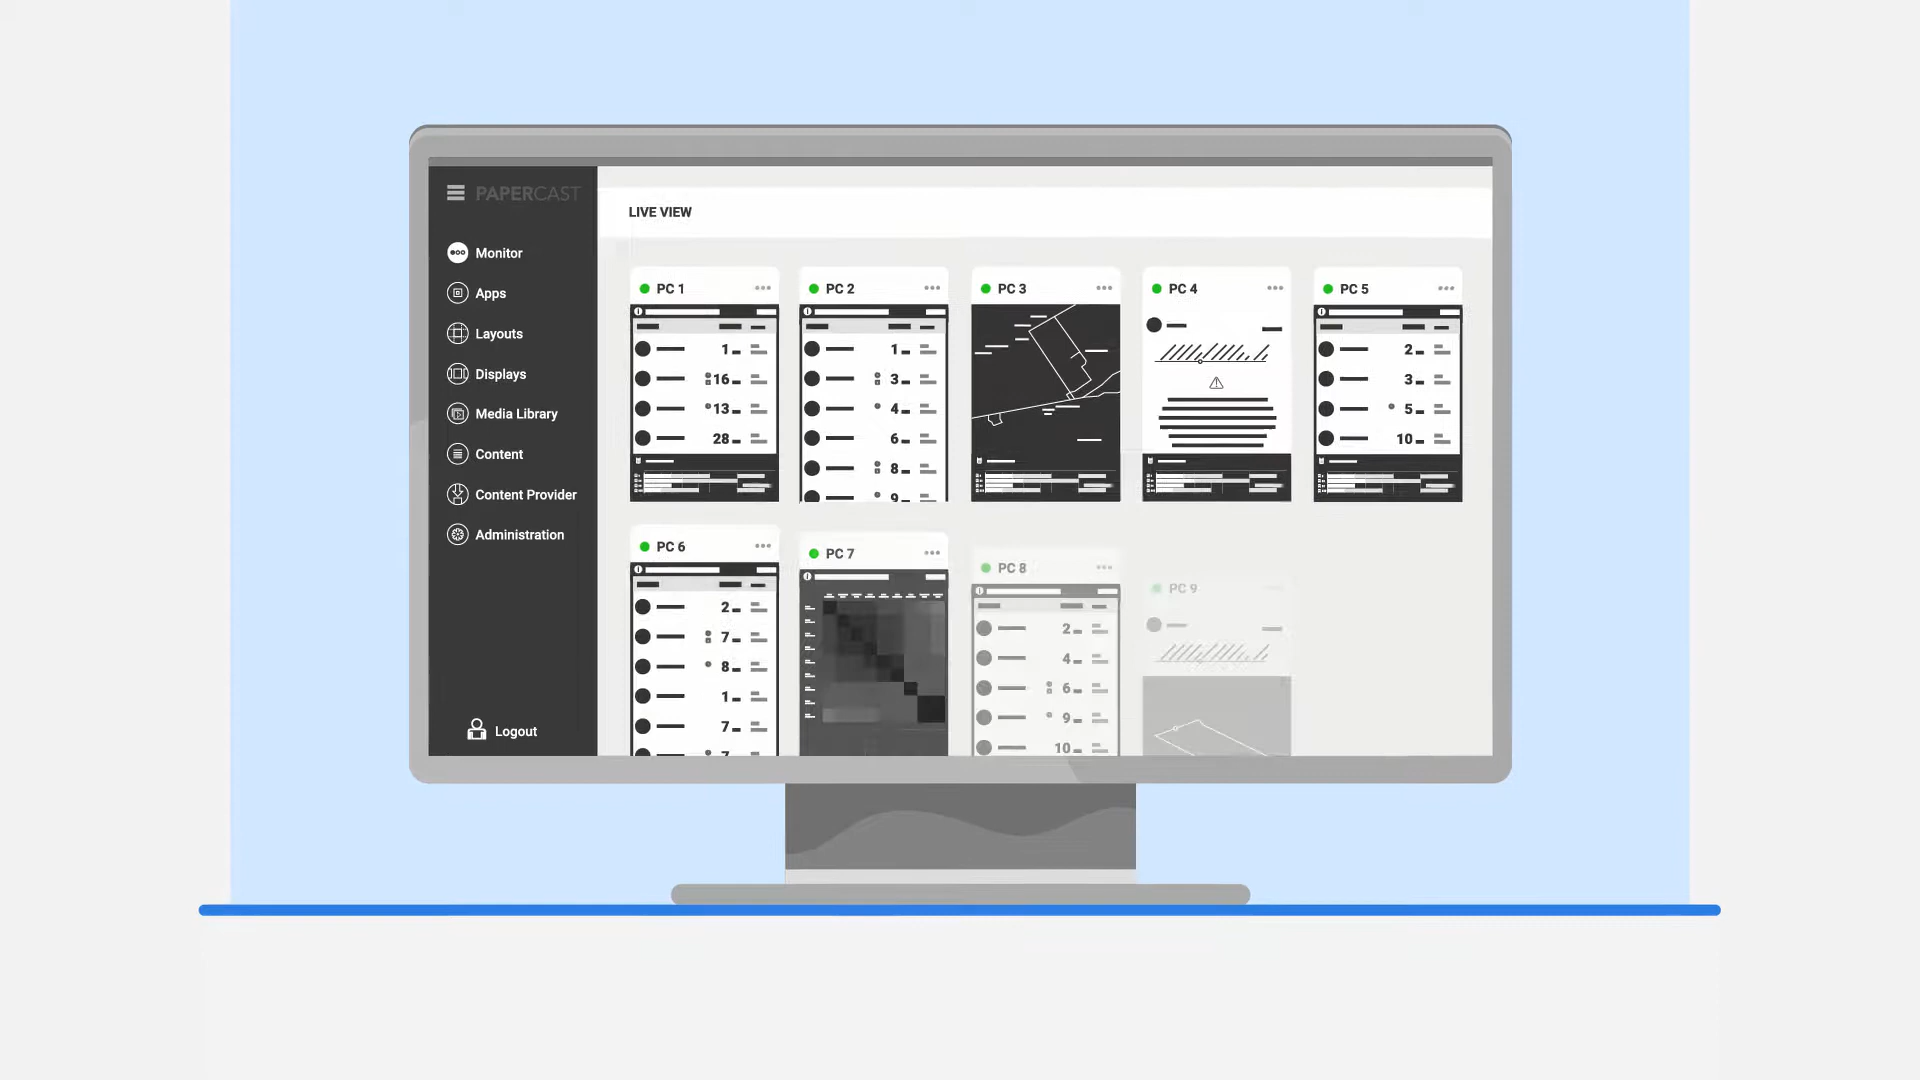 PAPERCAST
LIVE VIEW
Monitor
Apps
Layouts
Displays
Media Library
Content
Content Provider
Administration
Logout
PC 1
1
16
13
28
PC 2
1
3
4
6
8
9
PC 3
PC 4
PC 5
2
3
5
10
PC 6
2
7
8
1
7
7
PC 7
PC 8
2
4
6
9
10
PC 9